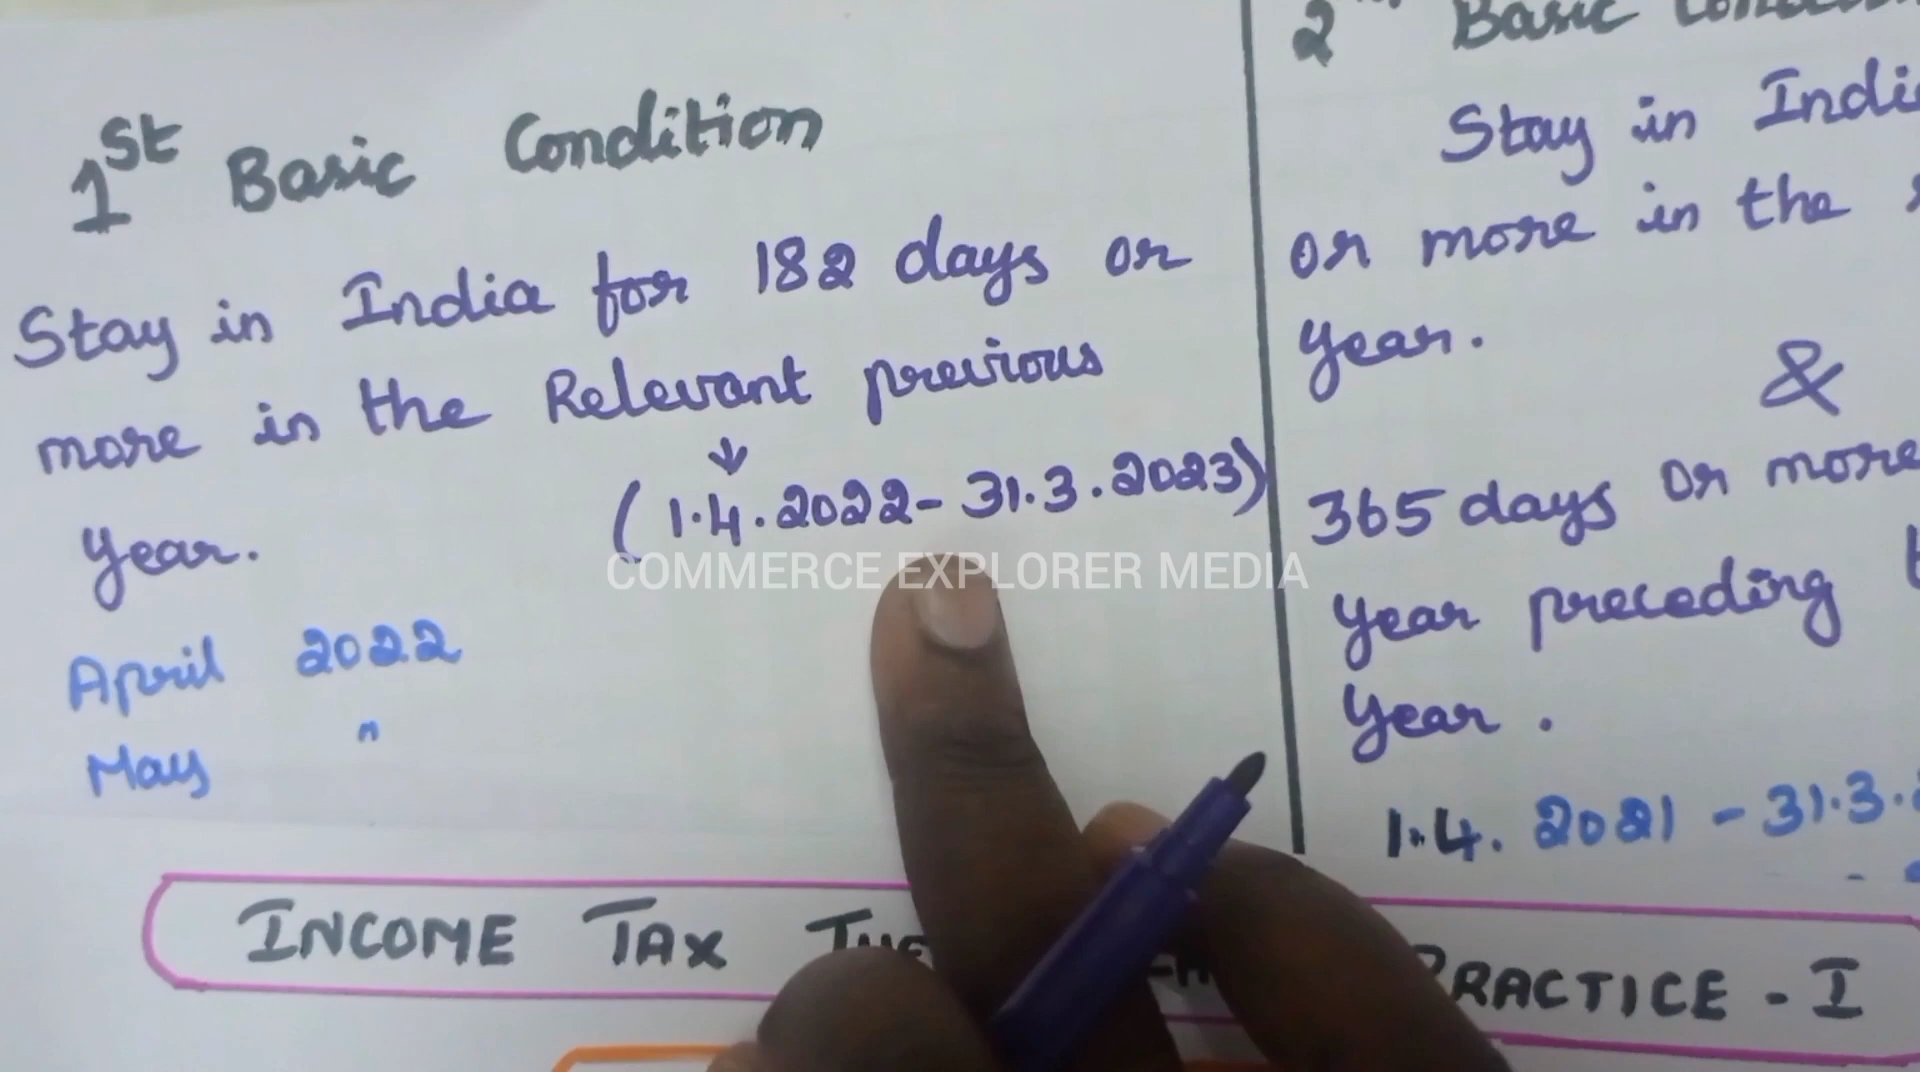 1st Basic Condition
Stay in India for 182 days or
more in the Relevant previous
year.
(1.4.2022 - 31.3.2023)
April 2022
May "
2 Basic
Stay in
or more in the
year.
&
365 days or more
year preceding
year.
1.4.2021 - 31.3.
COMMERCE EXPLORER MEDIA
INCOME TAX PRACTICE - I